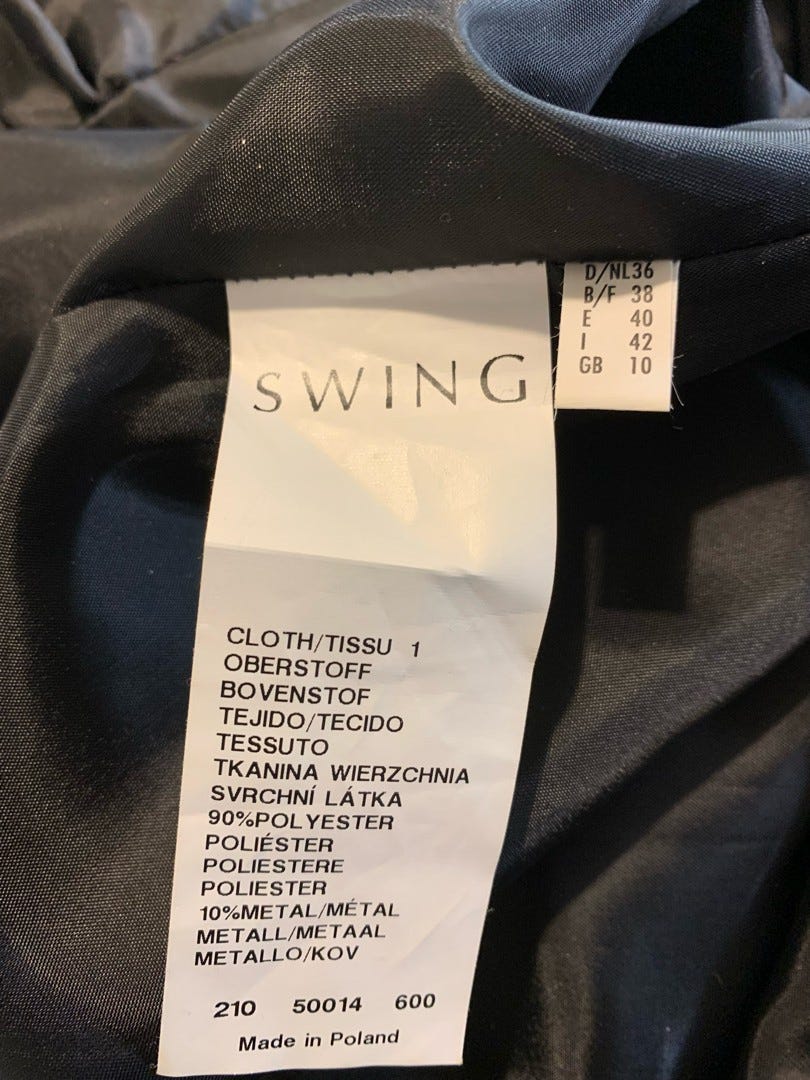 SWING
CLOTH/TISSU 1
OBERSTOFF
BOVENSTOF
TEJIDO/TECIDO
TESSUTO
TKANINA WIERZCHNIA
SVRCHNÍ LÁTKA
90%POLYESTER
POLIÉSTER
POLIESTERE
POLIESTER
10%METAL/MÉTAL
METALL/METAAL
METALLO/KOV
210 50014 600
Made in Poland
D/NL36
B/F 38
E 40
I 42
GB 10